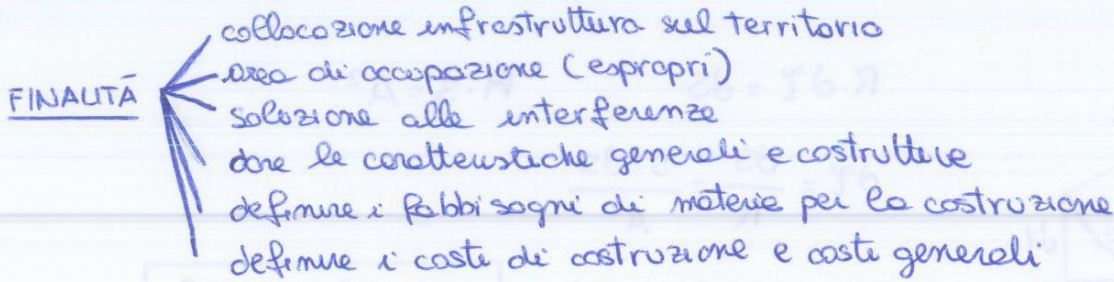 collocazione infrastruttura sul territorio
area di occupazione (espropri)
FINALITÀ
soluzione alle interferenze
dare le caratteristiche generali e costruttive
definire i fabbisogni di materie per la costruzione
definire i costi di costruzione e costi generali